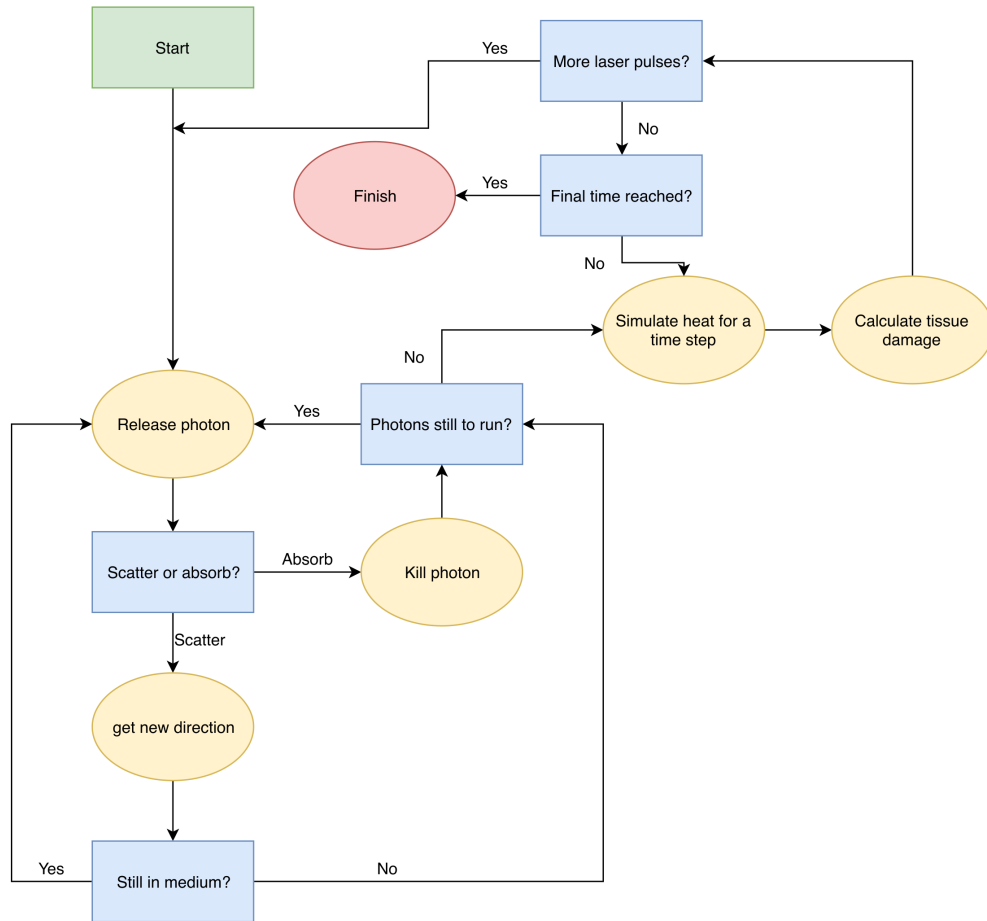 Start
More laser pulses?
Yes
No
Finish
Yes
Final time reached?
No
Simulate heat for a
time step
Calculate tissue
damage
No
Release photon
Yes
Photons still to run?
Scatter or absorb?
Absorb
Kill photon
Scatter
get new direction
Yes
Still in medium?
No